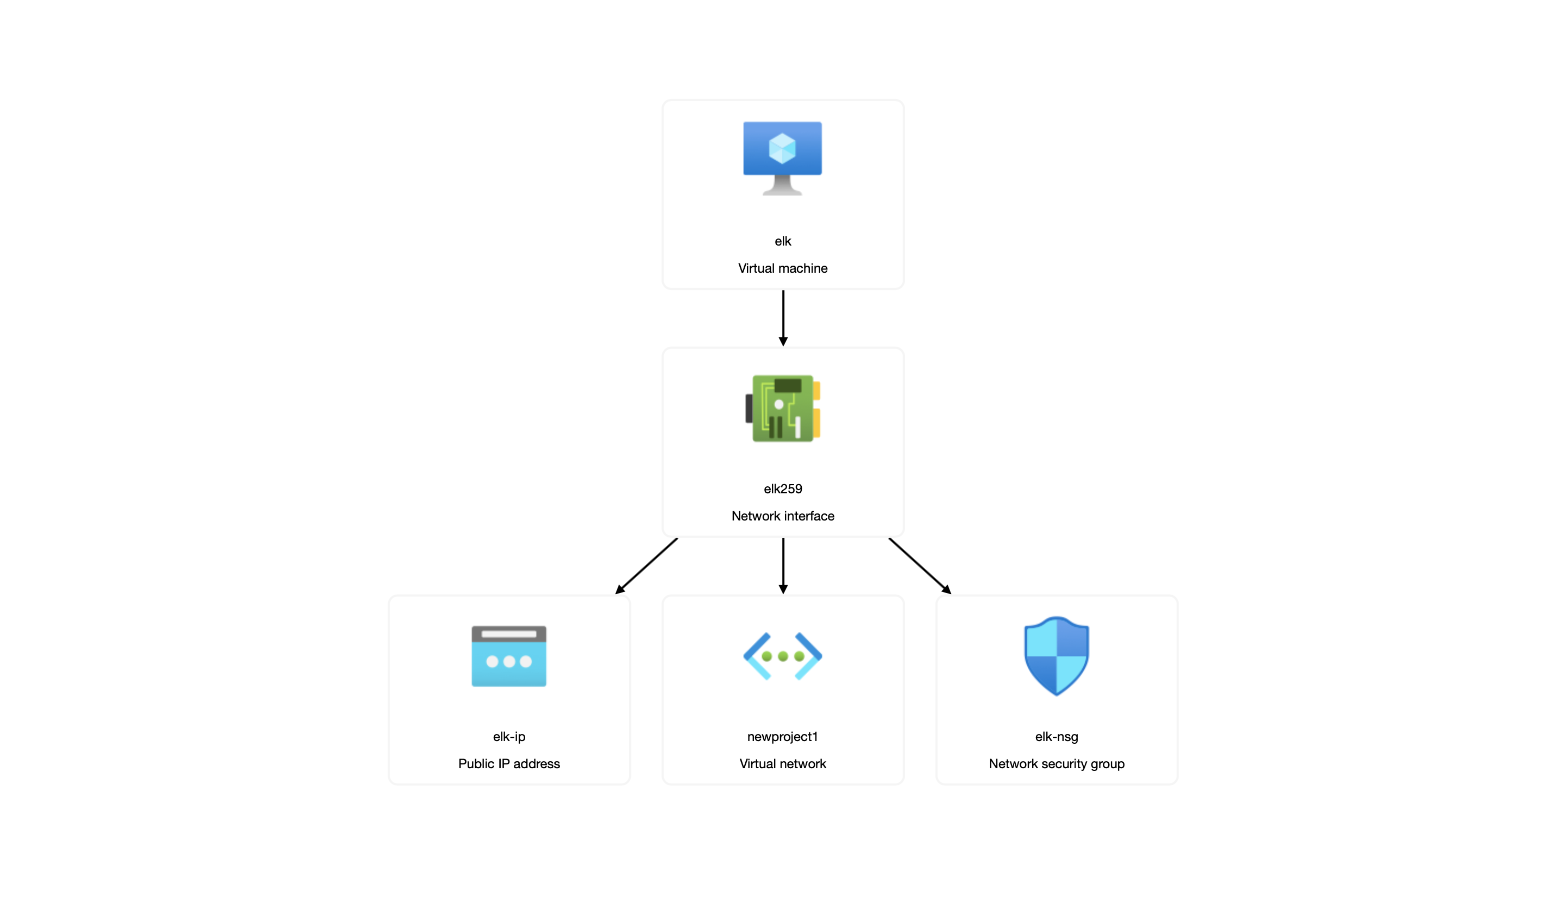 elk
Virtual machine
elk259
Network interface
elk-ip
Public IP address
newproject1
Virtual network
elk-nsg
Network security group